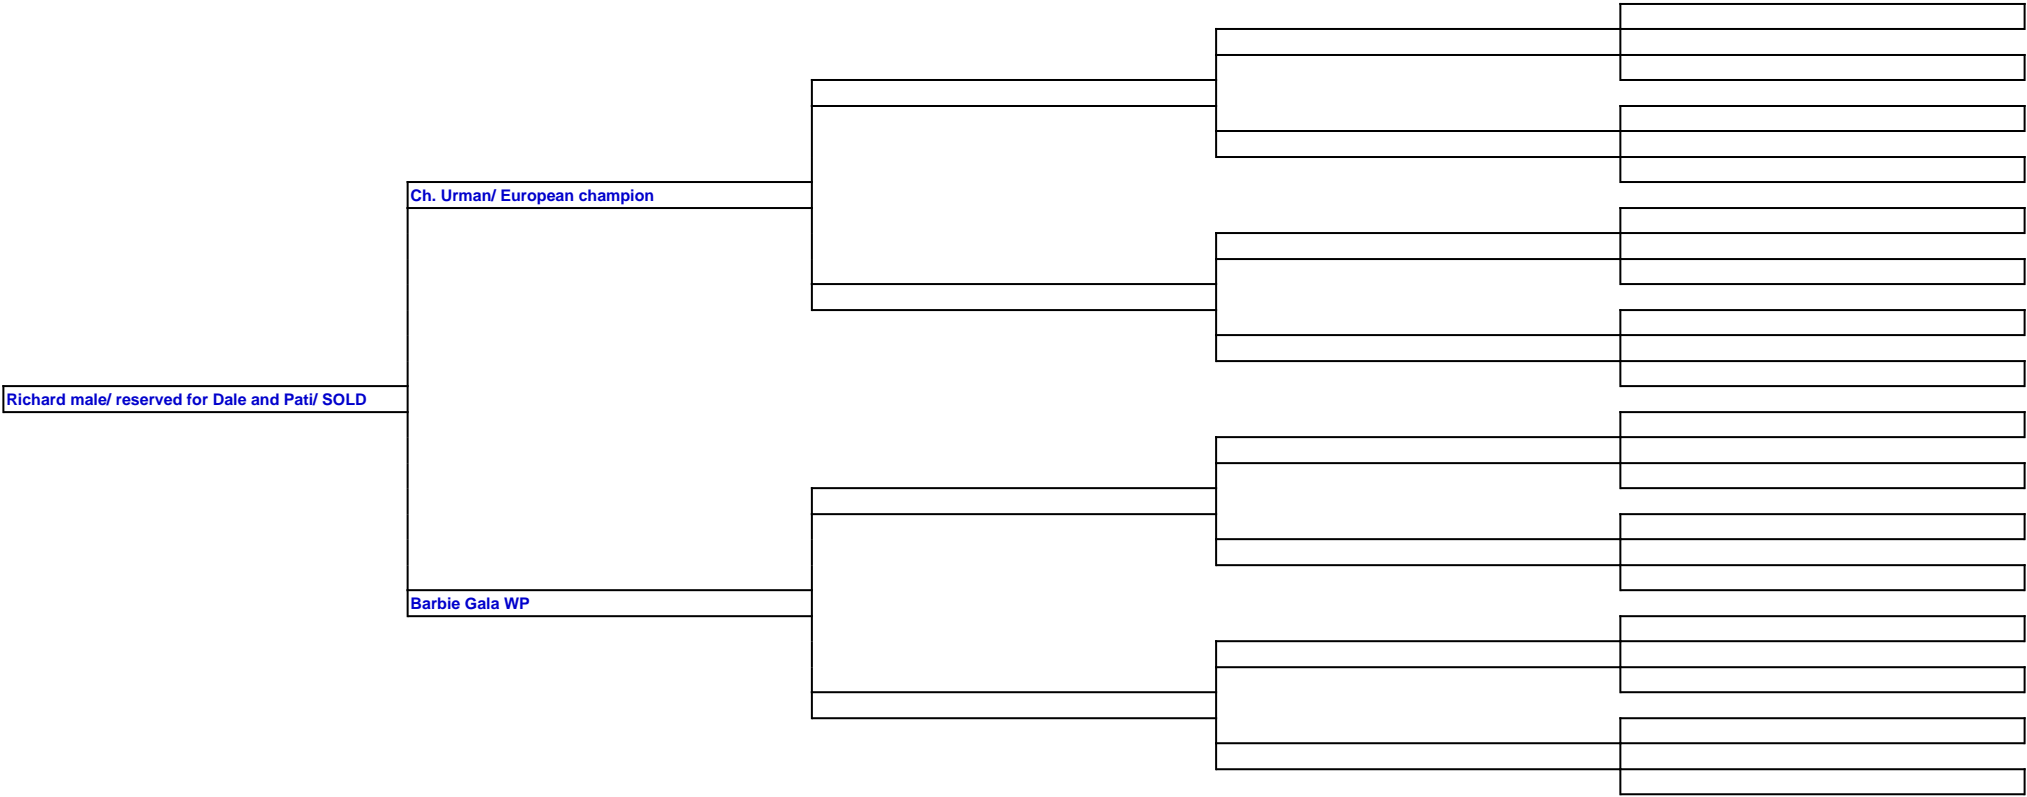 Ch. Urman/ European champion
Richard male/ reserved for Dale and Pati/ SOLD
Barbie Gala WP